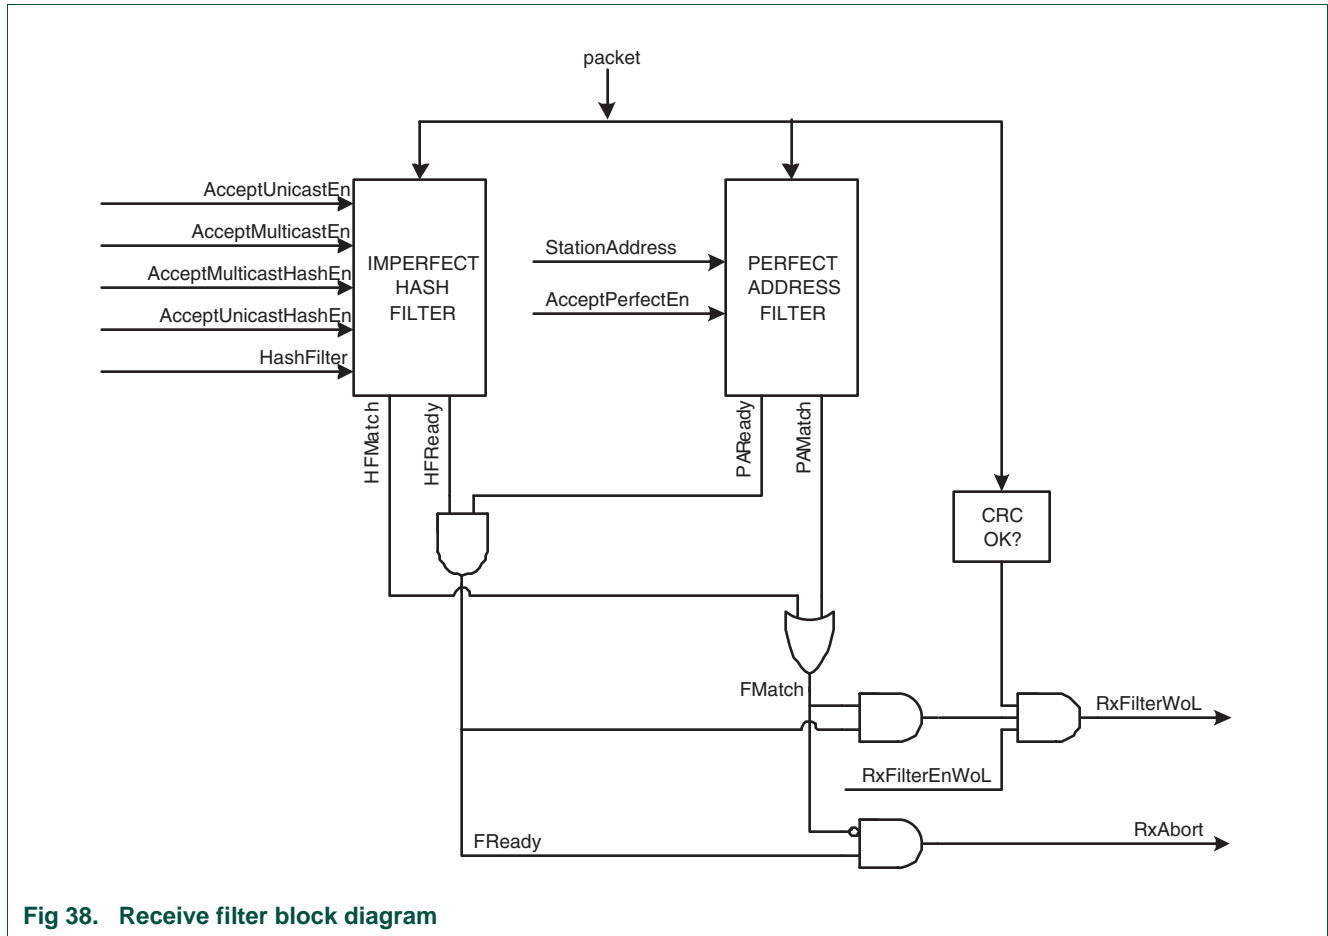 packet
AcceptUnicastEn
AcceptMulticastEn
AcceptMulticastHashEn
AcceptUnicastHashEn
HashFilter
IMPERFECT
HASH
FILTER
StationAddress
AcceptPerfectEn
PERFECT
ADDRESS
FILTER
HFMatch
HFReady
PAReady
PAMatch
CRC
OK?
FMatch
RxFilterWoL
RxFilterEnWoL
FReady
RxAbort
Fig 38. Receive filter block diagram